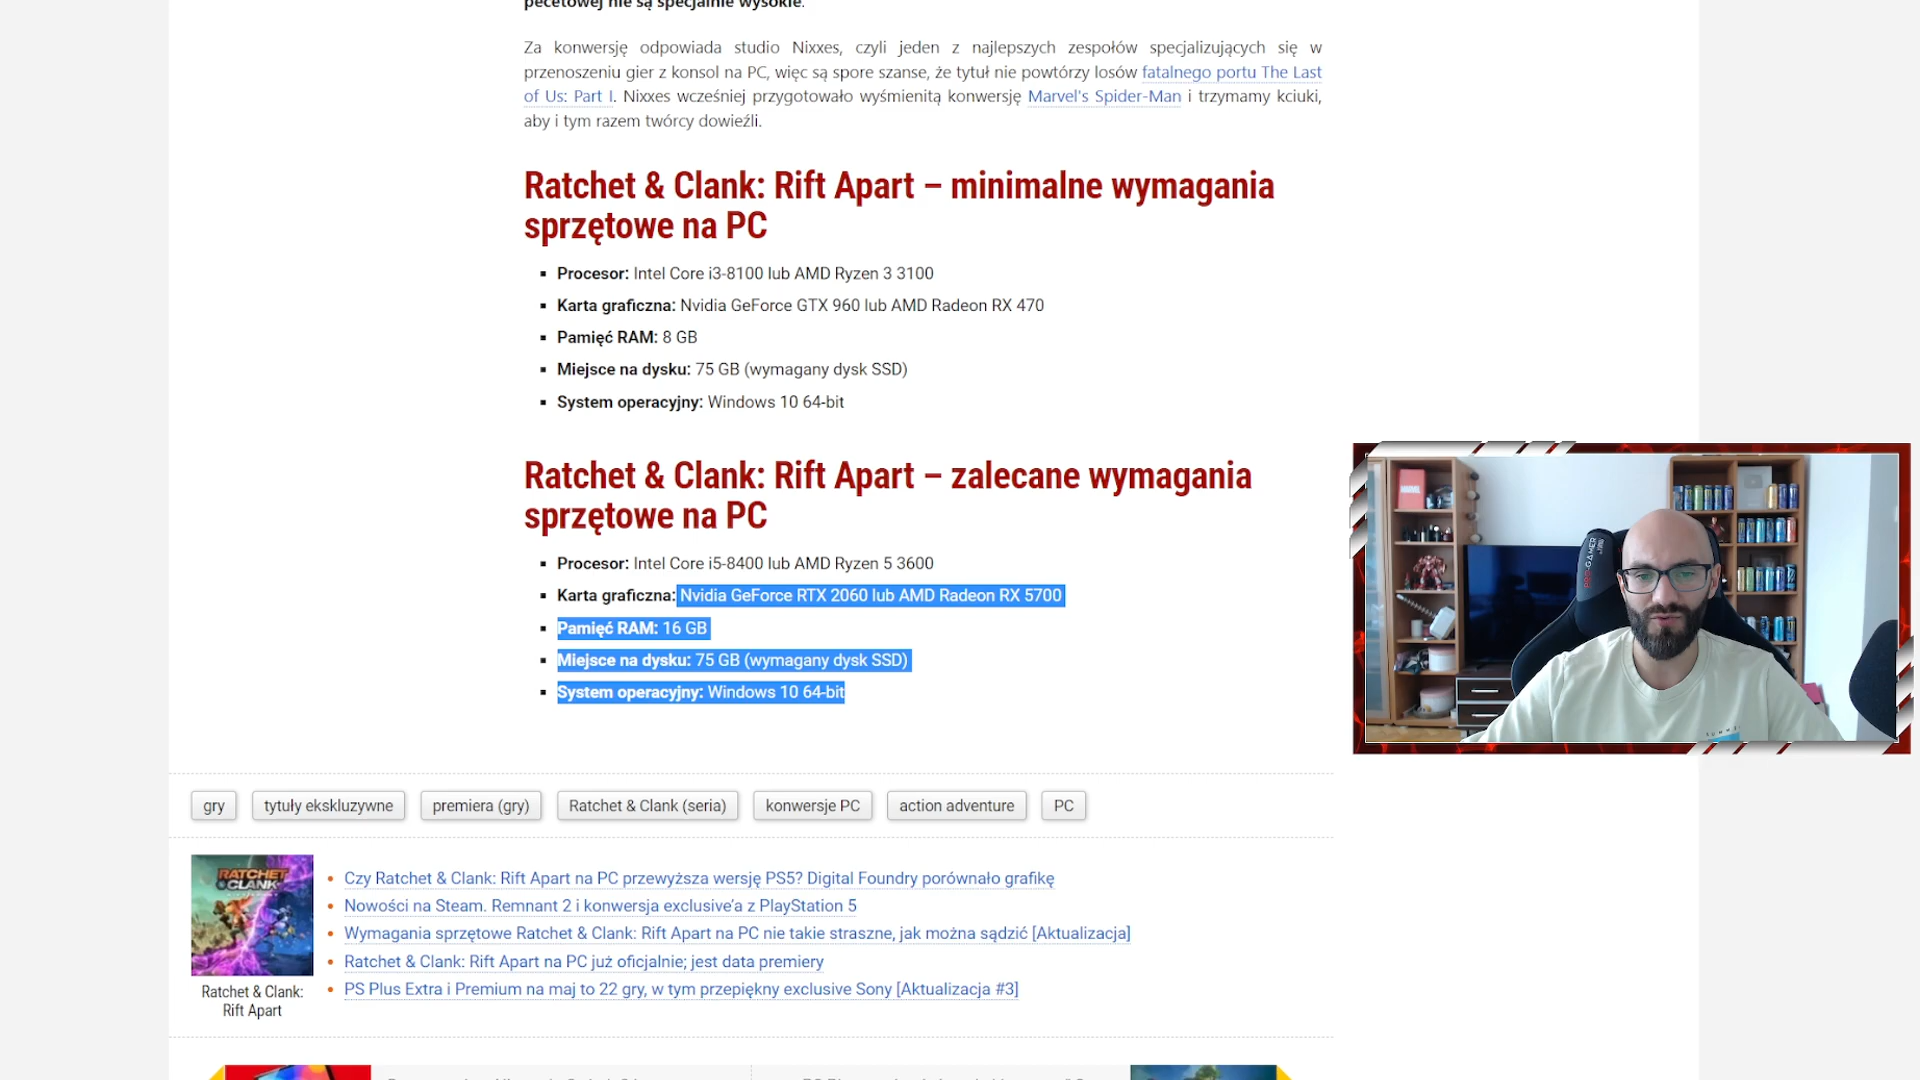 pecetowej nie są specjalnie wysokie.
Za konwersję odpowiada studio Nixxes, czyli jeden z najlepszych zespołów specjalizujących się w
przenoszeniu gier z konsol na PC, więc są spore szanse, że tytuł nie powtórzy losów fatalnego portu The Last
of Us: Part I. Nixxes wcześniej przygotowało wyśmienitą konwersję Marvel's Spider-Man i trzymamy kciuki,
aby i tym razem twórcy dowieźli.
Ratchet & Clank: Rift Apart – minimalne wymagania
sprzętowe na PC
Procesor: Intel Core i3-8100 lub AMD Ryzen 3 3100
Karta graficzna: Nvidia GeForce GTX 960 lub AMD Radeon RX 470
Pamięć RAM: 8 GB
Miejsce na dysku: 75 GB (wymagany dysk SSD)
System operacyjny: Windows 10 64-bit
Ratchet & Clank: Rift Apart – zalecane wymagania
sprzętowe na PC
Procesor: Intel Core i5-8400 lub AMD Ryzen 5 3600
Karta graficzna: Nvidia GeForce RTX 2060 lub AMD Radeon RX 5700
Pamięć RAM: 16 GB
Miejsce na dysku: 75 GB (wymagany dysk SSD)
System operacyjny: Windows 10 64-bit
MARVEL
PRO-GAMER
gry
tytuły ekskluzywne
premiera (gry)
Ratchet & Clank (seria)
konwersje PC
action adventure
PC
RATCHET
CLANK
Ratchet & Clank:
Rift Apart
Czy Ratchet & Clank: Rift Apart na PC przewyższa wersję PS5? Digital Foundry porównało grafikę
Nowości na Steam. Remnant 2 i konwersja exclusive'a z PlayStation 5
Wymagania sprzętowe Ratchet & Clank: Rift Apart na PC nie takie straszne, jak można sądzić [Aktualizacja]
Ratchet & Clank: Rift Apart na PC już oficjalnie; jest data premiery
PS Plus Extra i Premium na maj to 22 gry, w tym przepiękny exclusive Sony [Aktualizacja #3]